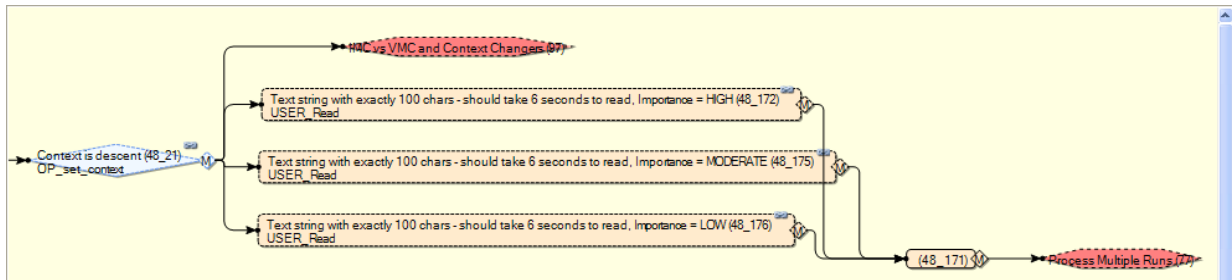 IMC vs VMC and Context Changers (97)
Text string with exactly 100 chars - should take 6 seconds to read, Importance = HIGH (48_172)
USER_Read
M
Context is descent (48_21)
OP_set_context
M
Text string with exactly 100 chars - should take 6 seconds to read, Importance = MODERATE (48_175)
USER_Read
M
Text string with exactly 100 chars - should take 6 seconds to read, Importance = LOW (48_176)
USER_Read
M
(48_171)
M
Process Multiple Runs (77)